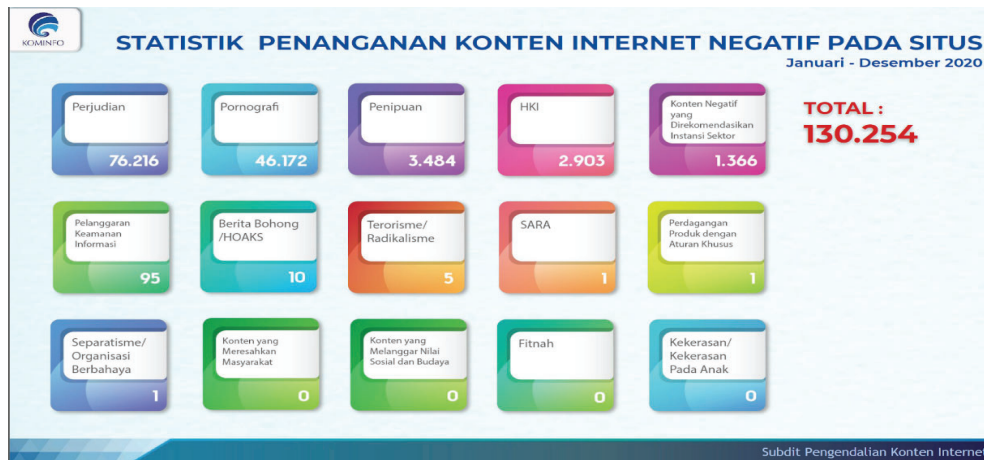 KOMINFO
STATISTIK PENANGANAN KONTEN INTERNET NEGATIF PADA SITUS
Januari - Desember 2020
Perjudian
76.216
Pornografi
46.172
Penipuan
3.484
HKI
2.903
Konten Negatif
yang
Direkomendasikan
Instansi Sektor
1.366
TOTAL :
130.254
Pelanggaran
Keamanan
Informasi
95
Berita Bohong
/HOAKS
10
Terorisme/
Radikalisme
5
SARA
1
Perdagangan
Produk dengan
Aturan Khusus
1
Separatisme/
Organisasi
Berbahaya
1
Konten yang
Meresahkan
Masyarakat
0
Konten yang
Melanggar Nilai
Sosial dan Budaya
0
Fitnah
0
Kekerasan/
Kekerasan
Pada Anak
0
Subdit Pengendalian Konten Interne